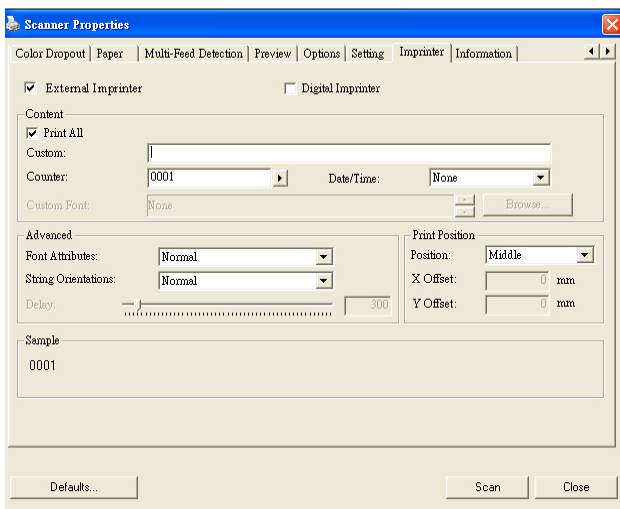 Scanner Properties
Color Dropout Paper Multi-Feed Detection Preview Options Setting Imprinter Information
External Imprinter Digital Imprinter
Content
Print All
Custom:
Counter: 0001 Date/Time: None
Custom Font: None Browse...
Advanced Print Position
Font Attributes: Normal Position: Middle
String Orientations: Normal X Offset: 0 mm
Delay: 300 Y Offset: 0 mm
Sample
0001
Defaults... Scan Close